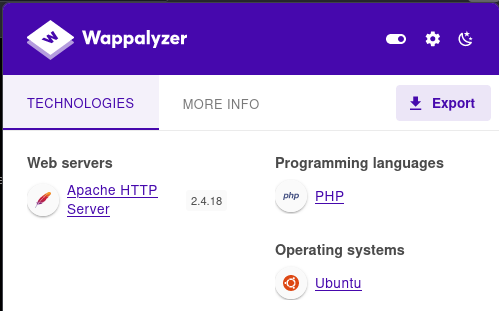 Wappalyzer
TECHNOLOGIES
MORE INFO
Export
Web servers
Apache HTTP
Server
2.4.18
Programming languages
php
PHP
Operating systems
Ubuntu